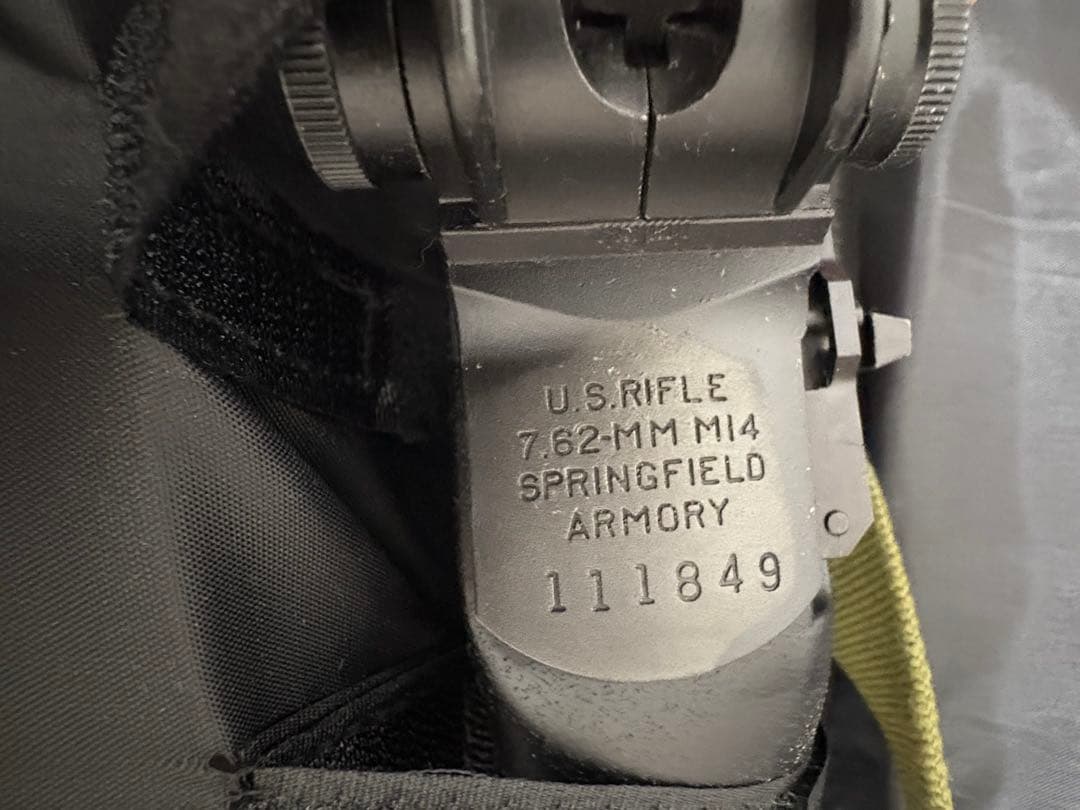 U.S.RIFLE
7.62-MM M14
SPRINGFIELD
ARMORY
111849